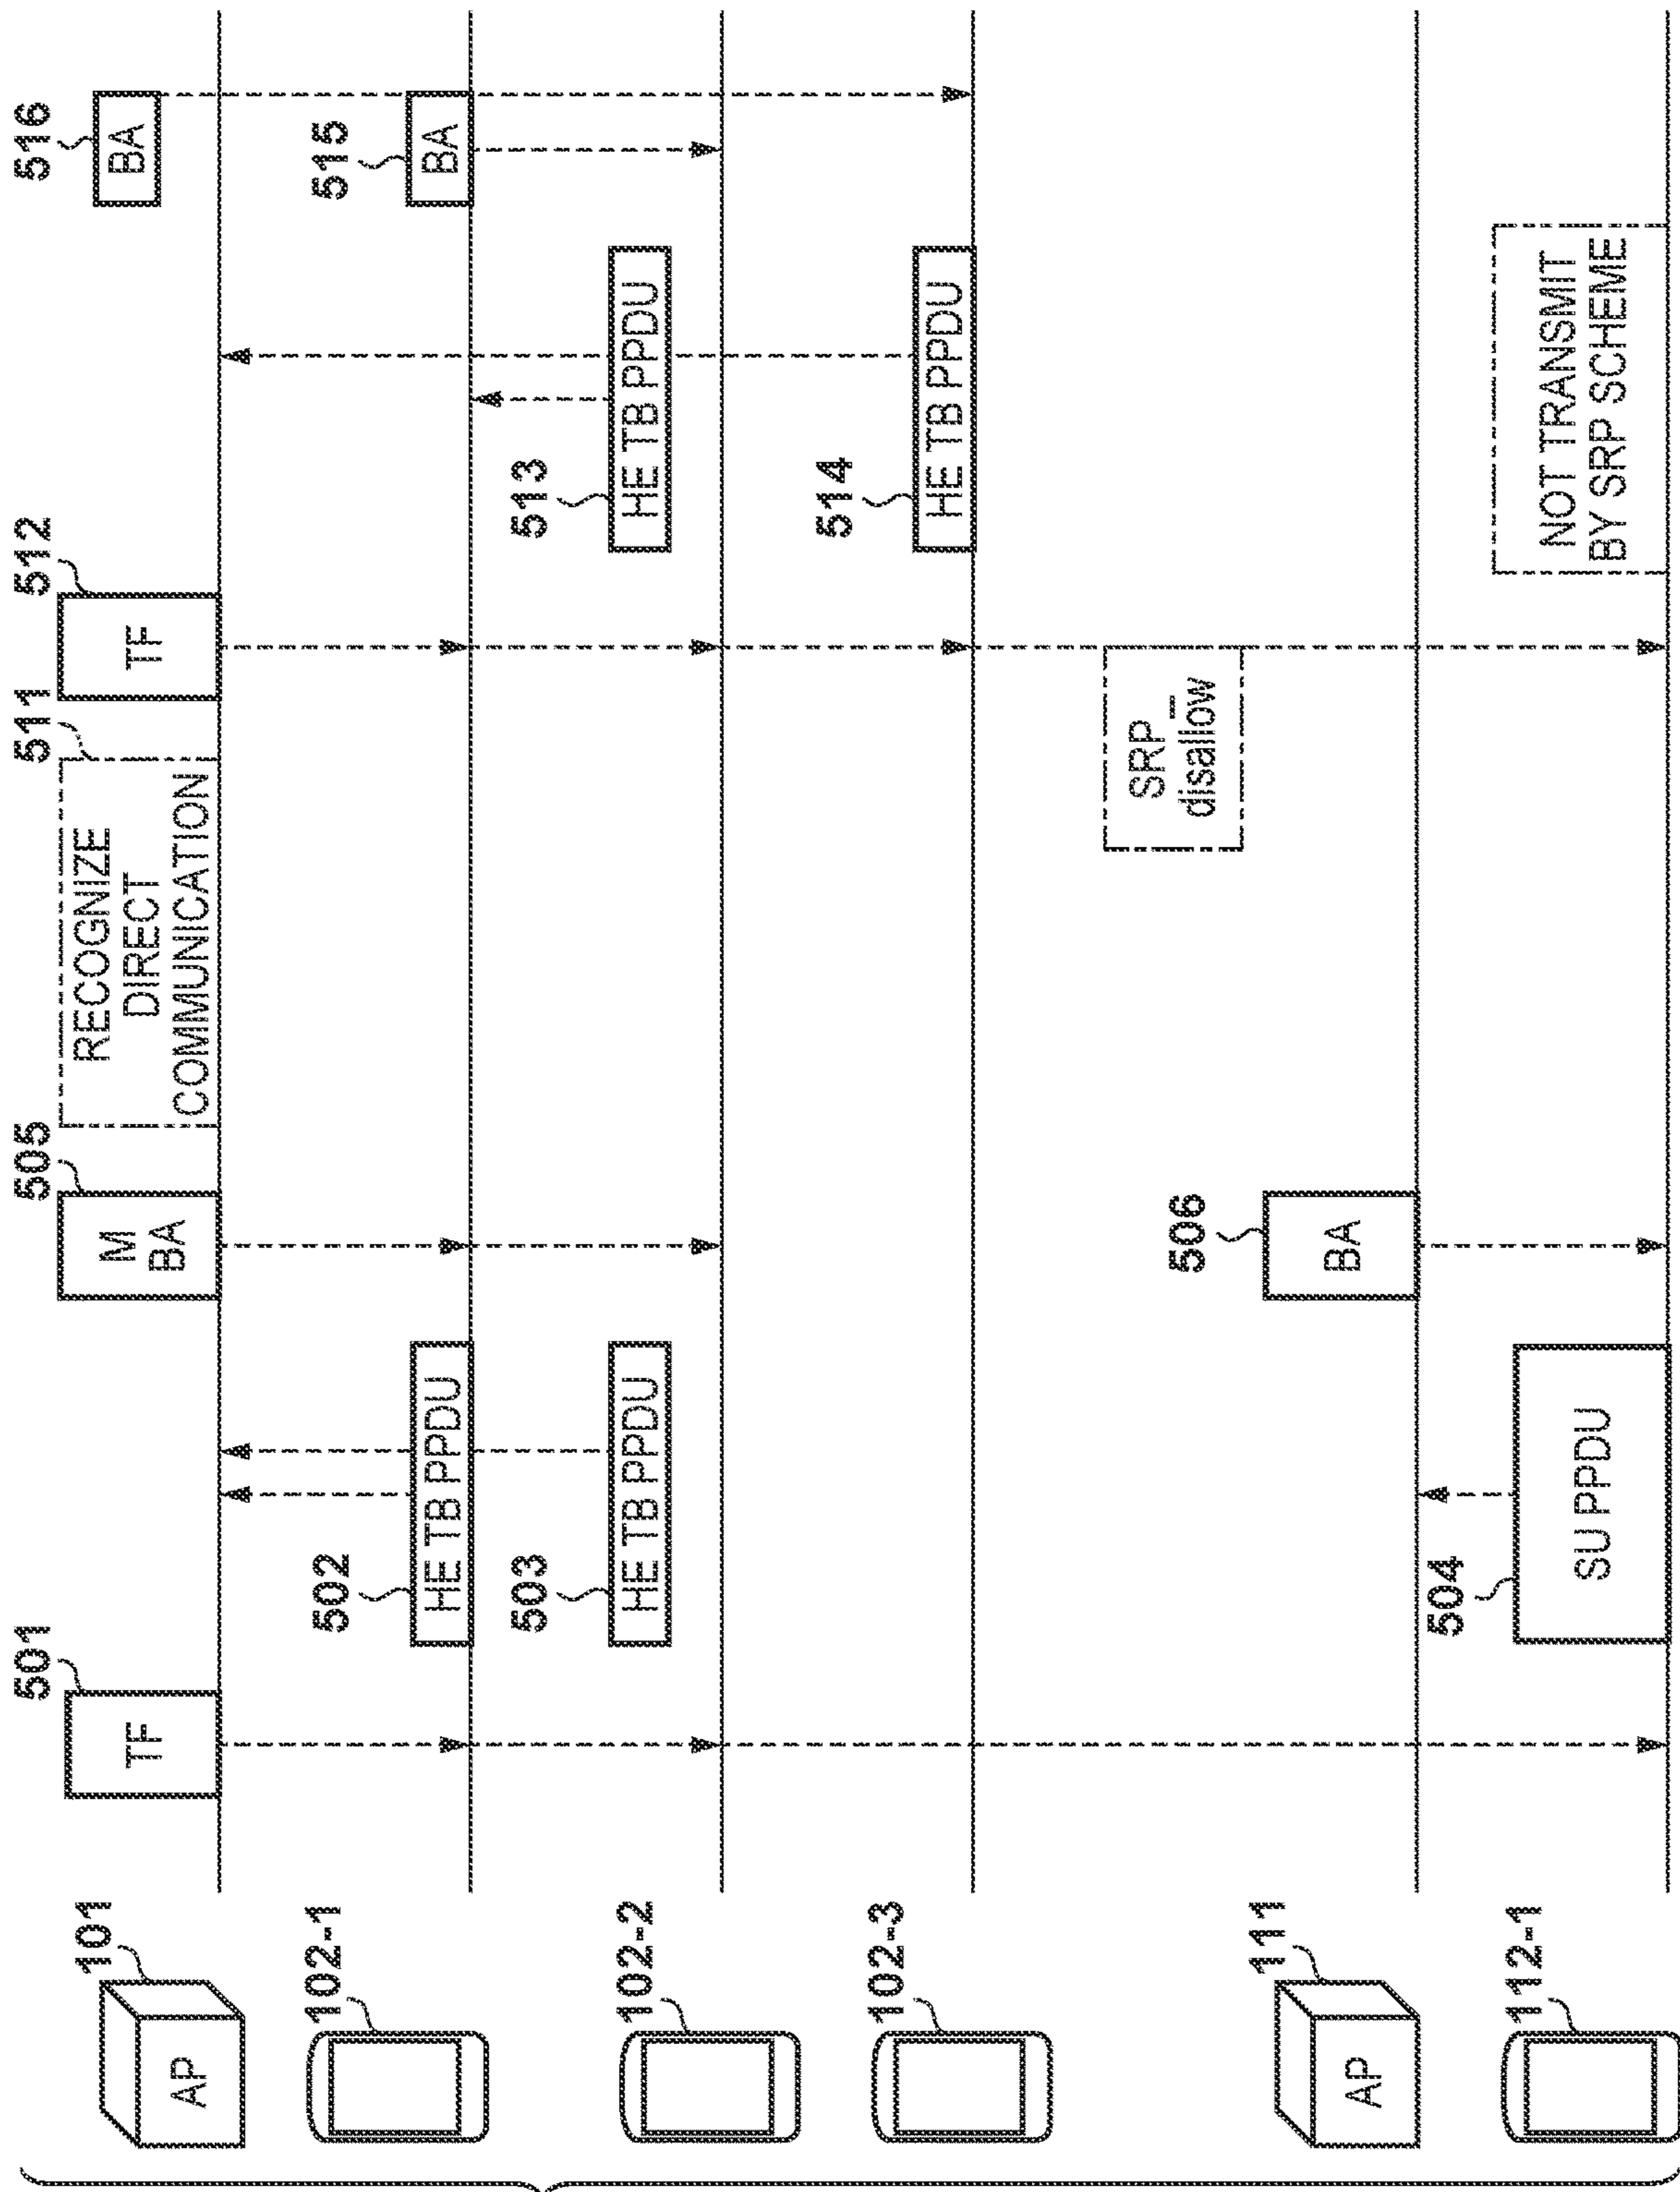 101
AP
102-1
102-2
102-3
111
AP
112-1
501
TF
502
HE TB PPDU
503
HE TB PPDU
504
SU PPDU
505
M
BA
506
BA
511
RECOGNIZE
DIRECT
COMMUNICATION
512
TF
SRP_
disallow
513
HE TB PPDU
514
HE TB PPDU
NOT TRANSMIT
BY SRP SCHEME
515
BA
516
BA